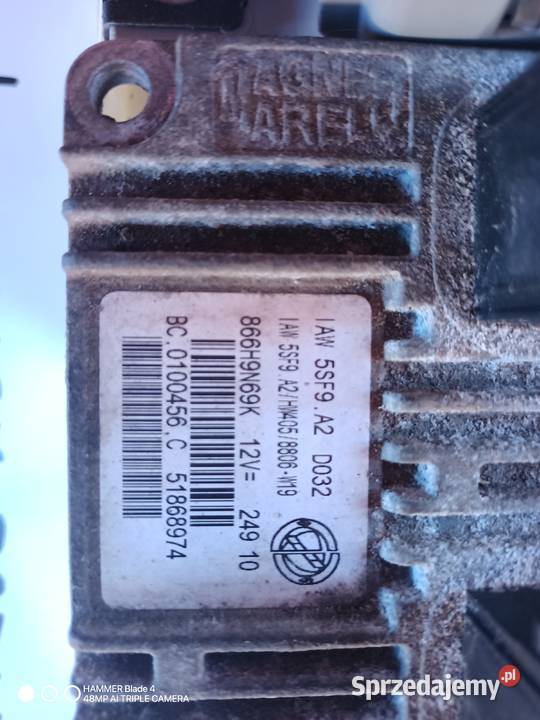 MAGNETI
MARELLI
IAW 5SF9.A2 D032
IAW 5SF9.A2/HW405/8806-W19
866H9N69K 12V= 249 10
BC.0100456.C 51868974
HAMMER Blade 4
48MP AI TRIPLE CAMERA
Sprzedajemy.pl